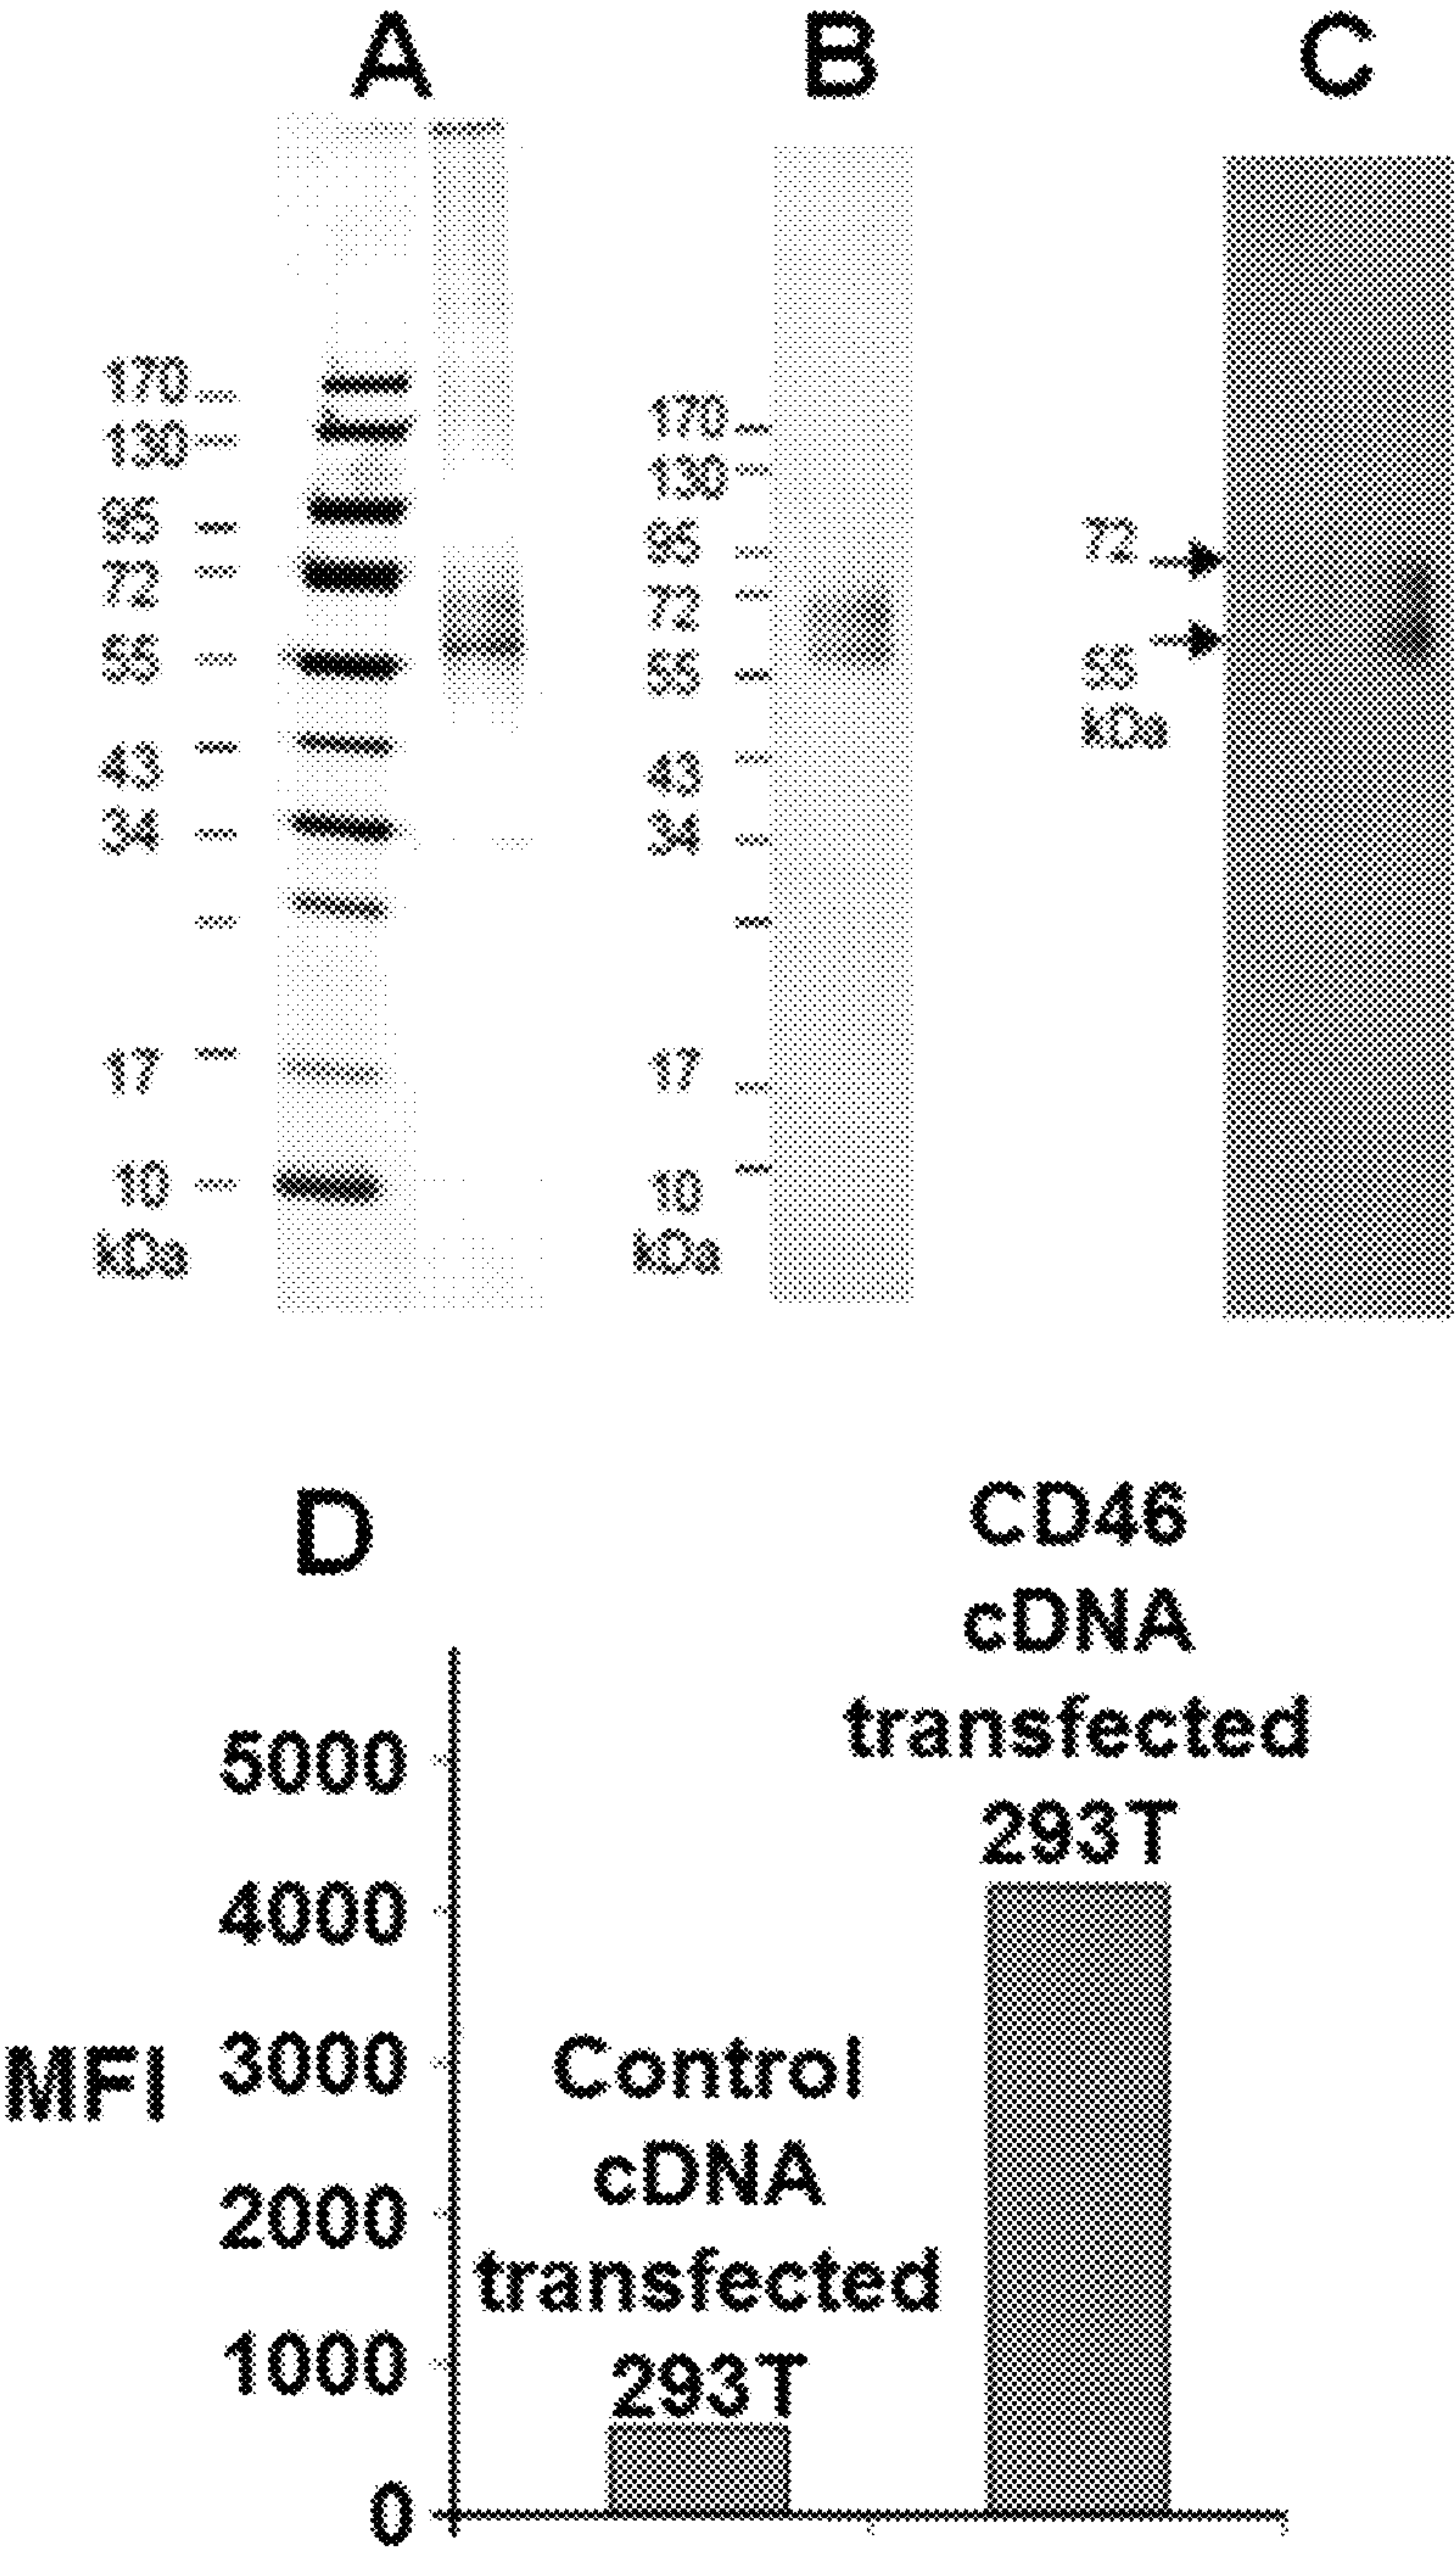 A
B
C
170
130
95
72
55
43
34
17
10
kDa
170
130
95
72
55
43
34
17
10
kDa
72
55
kDa
D
CD46
cDNA
transfected
293T
5000
4000
3000
2000
1000
0
MFI
Control
cDNA
transfected
293T